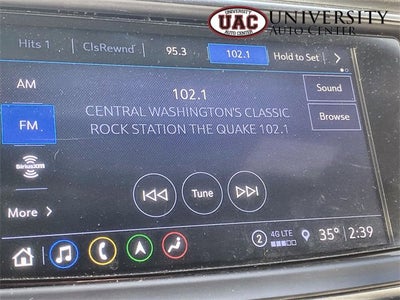 UAC
AUTO CENTER
UNIVERSITY
AUTO CENTER
Hits 1 ClsRewnd 95.3 102.1 Hold to Set >
AM
102.1
Sound
FM
CENTRAL WASHINGTON'S CLASSIC
ROCK STATION THE QUAKE 102.1
Browse
SiriusXM
Tune
More >
2 4G LTE 35° 2:39